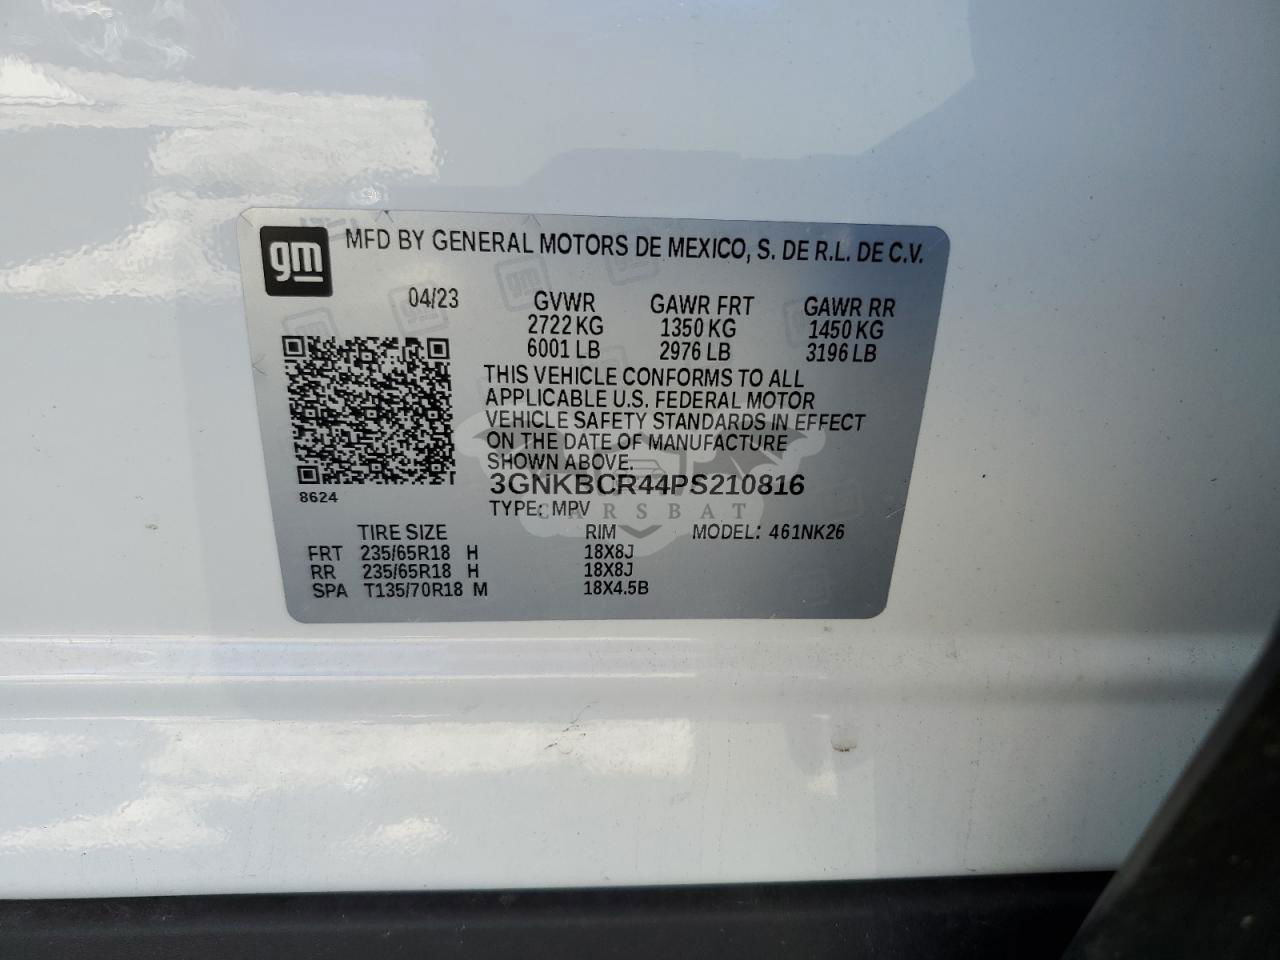 gm
MFD BY GENERAL MOTORS DE MEXICO, S. DE R.L. DE C.V.
04/23 GVWR GAWR FRT GAWR RR
2722 KG 1350 KG 1450 KG
6001 LB 2976 LB 3196 LB
THIS VEHICLE CONFORMS TO ALL
APPLICABLE U.S. FEDERAL MOTOR
VEHICLE SAFETY STANDARDS IN EFFECT
ON THE DATE OF MANUFACTURE
SHOWN ABOVE.
3GNKBCR44PS210816
8624
TYPE: MPV
CARSBAT
TIRE SIZE RIM MODEL: 461NK26
FRT 235/65R18 H 18X8J
RR 235/65R18 H 18X8J
SPA T135/70R18 M 18X4.5B